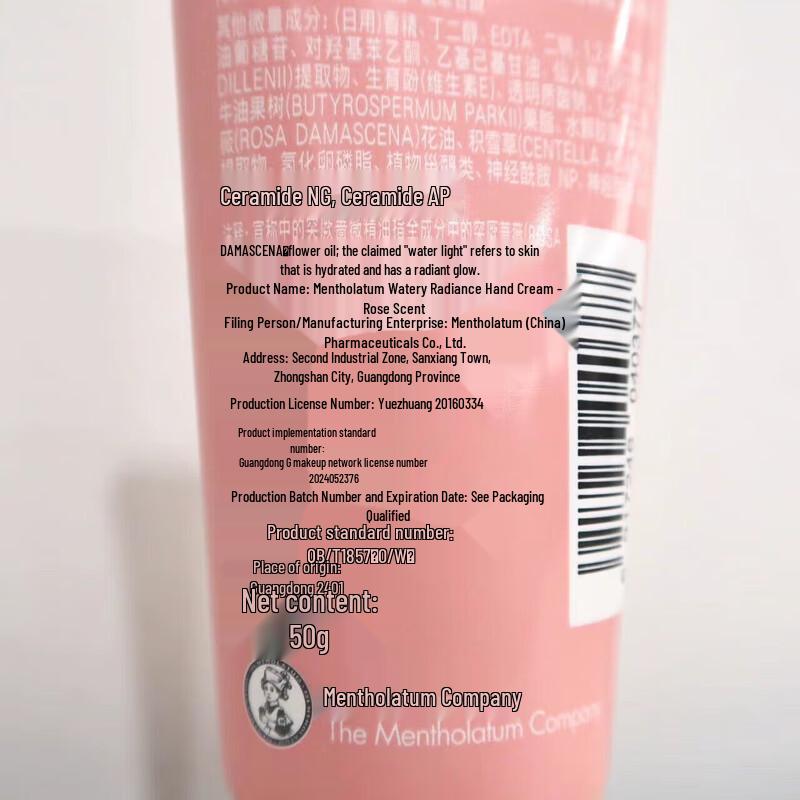 其他微量成分:(日用)香精、丁二醇、EDTA 二钠、1,2-
油葡糖苷、对羟基苯乙酮、乙基己基甘油、仙人掌
DILLENII)提取物、生育酚(维生素E)、透明质酸钠、1,2-
牛油果树(BUTYROSPERMUM PARKII)果脂、水解
薇(ROSA DAMASCENA)花油、积雪草(CENTELLA
提取物、氢化卵磷脂、植物甾醇类、神经酰胺 NP、神经
Ceramide NG, Ceramide AP
DAMASCENA flower oil; the claimed "water light" refers to skin
that is hydrated and has a radiant glow.
Product Name: Mentholatum Watery Radiance Hand Cream -
Rose Scent
Filing Person/Manufacturing Enterprise: Mentholatum (China)
Pharmaceuticals Co., Ltd.
Address: Second Industrial Zone, Sanxiang Town,
Zhongshan City, Guangdong Province
Production License Number: Yuezhuang 20160334
Product implementation standard
number:
Guangdong G makeup network license number
2024052376
Production Batch Number and Expiration Date: See Packaging
Qualified
Product standard number:
Place of origin:
Guangdong
Net content:
50g
Mentholatum Company
The Mentholatum Company